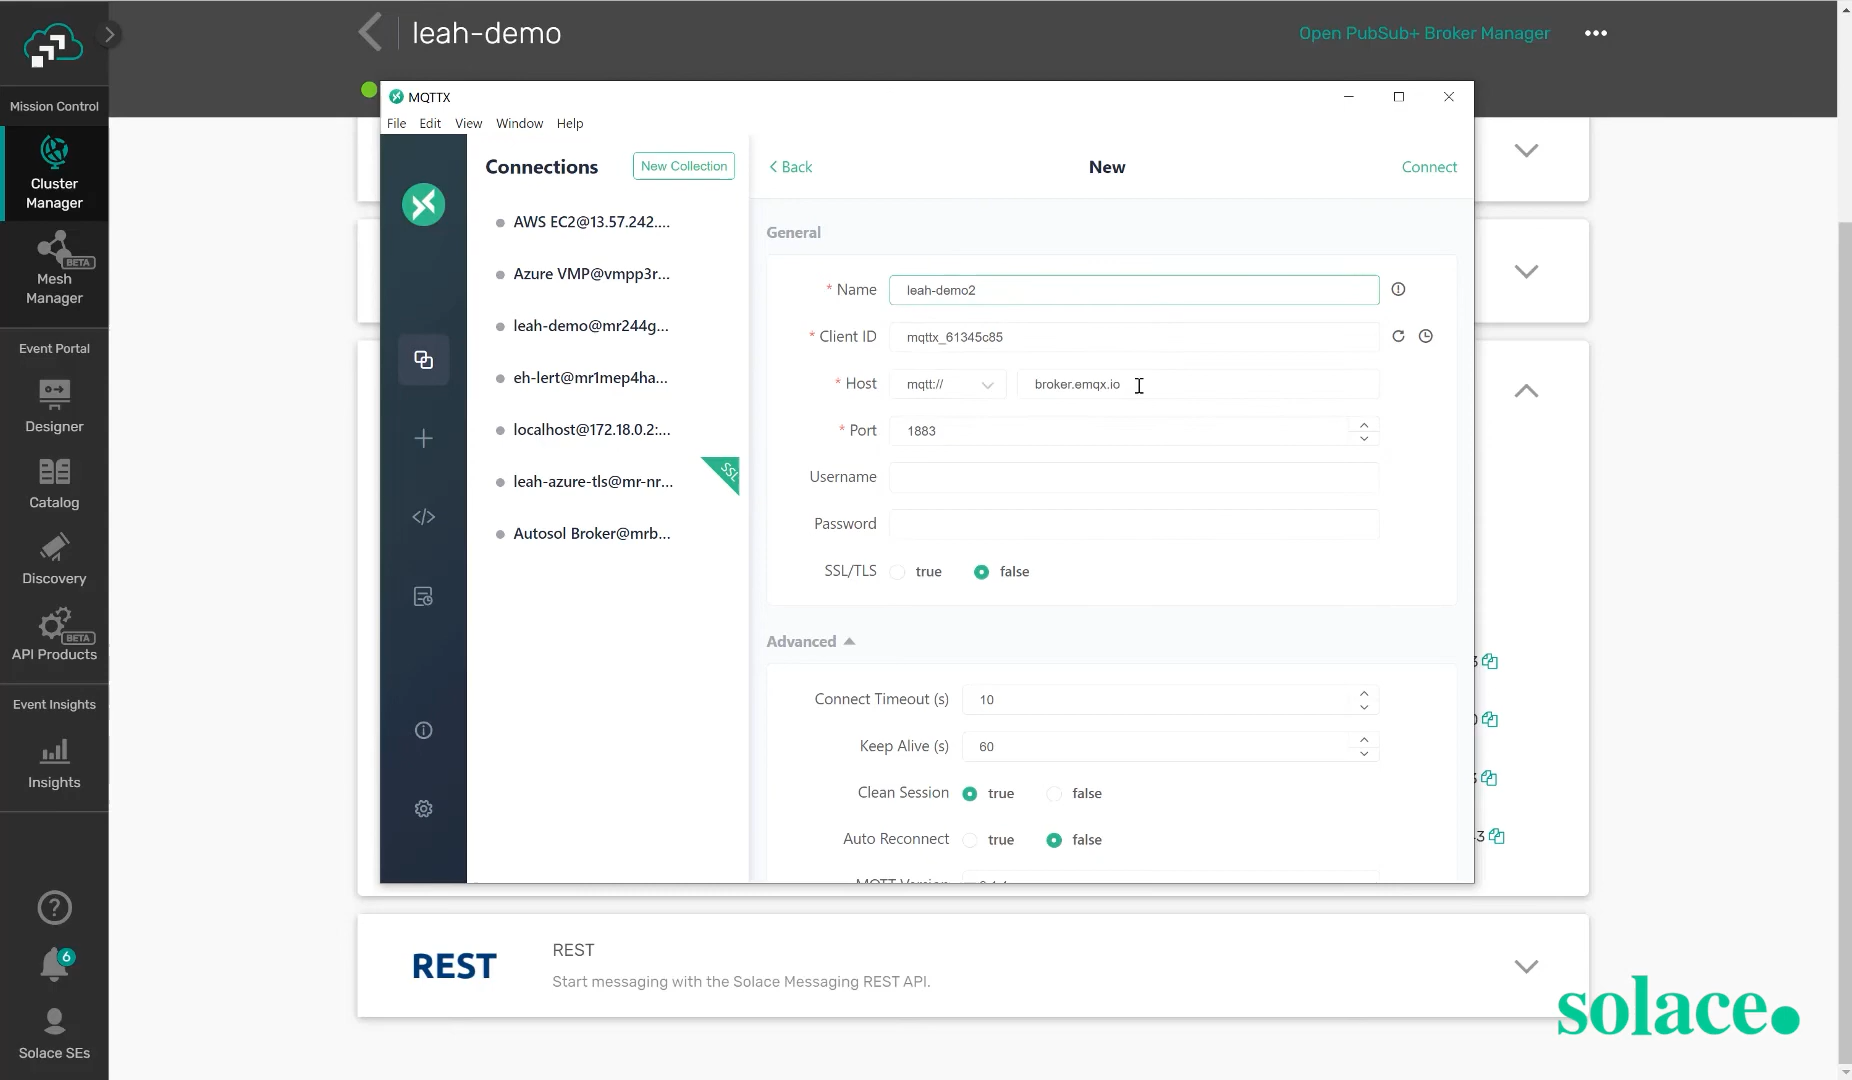 leah-demo
Open PubSub+ Broker Manager
Mission Control
Cluster
Manager
BETA
Mesh
Manager
Event Portal
Designer
Catalog
Discovery
BETA
API Products
Event Insights
Insights
6
Solace SEs
MQTTX
File Edit View Window Help
Connections
New Collection
AWS EC2@13.57.242....
Azure VMP@vmpp3r...
leah-demo@mr244g...
eh-lert@mr1mep4ha...
localhost@172.18.0.2:...
leah-azure-tls@mr-nr...
SSL
Autosol Broker@mrb...
< Back
New
Connect
General
* Name leah-demo2
* Client ID mqttx_61345c85
* Host mqtt:// broker.emqx.io
* Port 1883
Username
Password
SSL/TLS true false
Advanced
Connect Timeout (s) 10
Keep Alive (s) 60
Clean Session true false
Auto Reconnect true false
REST
REST
Start messaging with the Solace Messaging REST API.
solace.